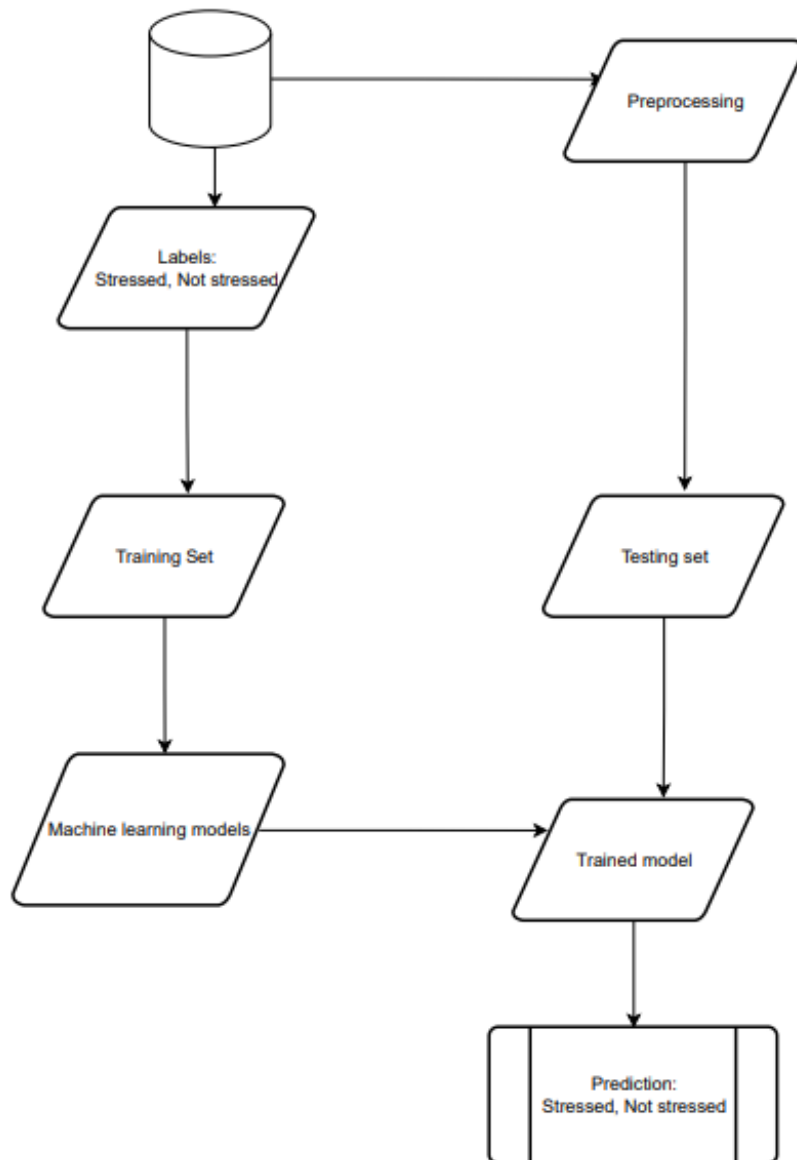 Preprocessing
Labels:
Stressed, Not stressed
Training Set
Testing set
Machine learning models
Trained model
Prediction:
Stressed, Not stressed